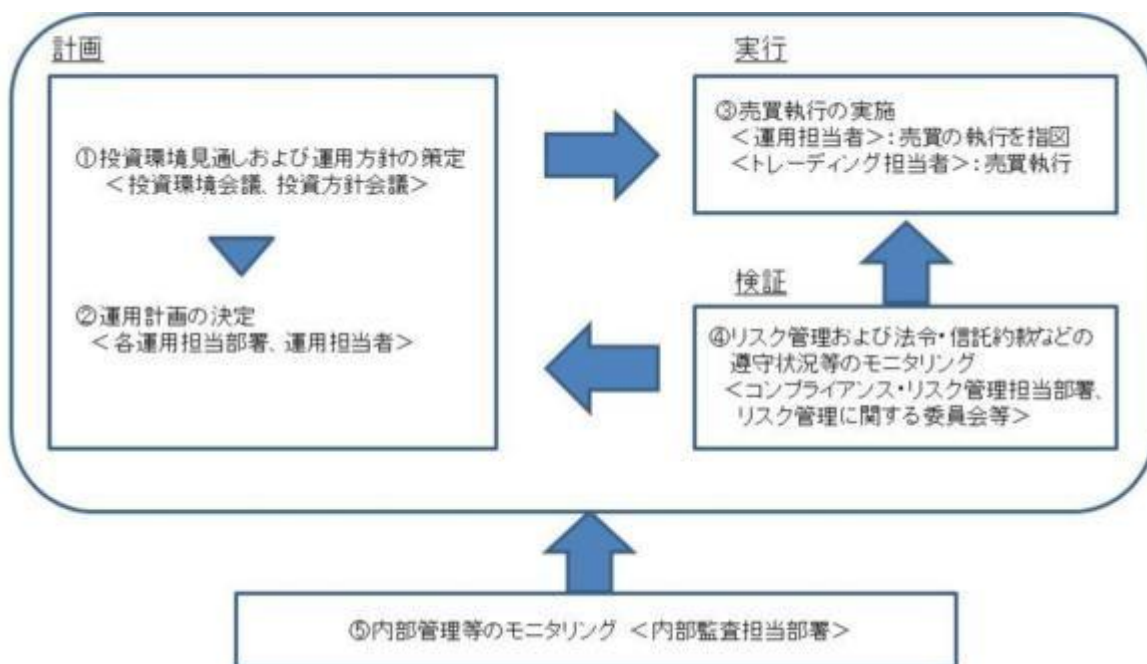 計画
①投資環境見通しおよび運用方針の策定
＜投資環境会議、投資方針会議＞
②運用計画の決定
＜各運用担当部署、運用担当者＞
実行
③売買執行の実施
＜運用担当者＞：売買の執行を指図
＜トレーディング担当者＞：売買執行
検証
④リスク管理および法令・信託約款などの
遵守状況等のモニタリング
＜コンプライアンス・リスク管理担当部署、
リスク管理に関する委員会等＞
⑤内部管理等のモニタリング ＜内部監査担当部署＞